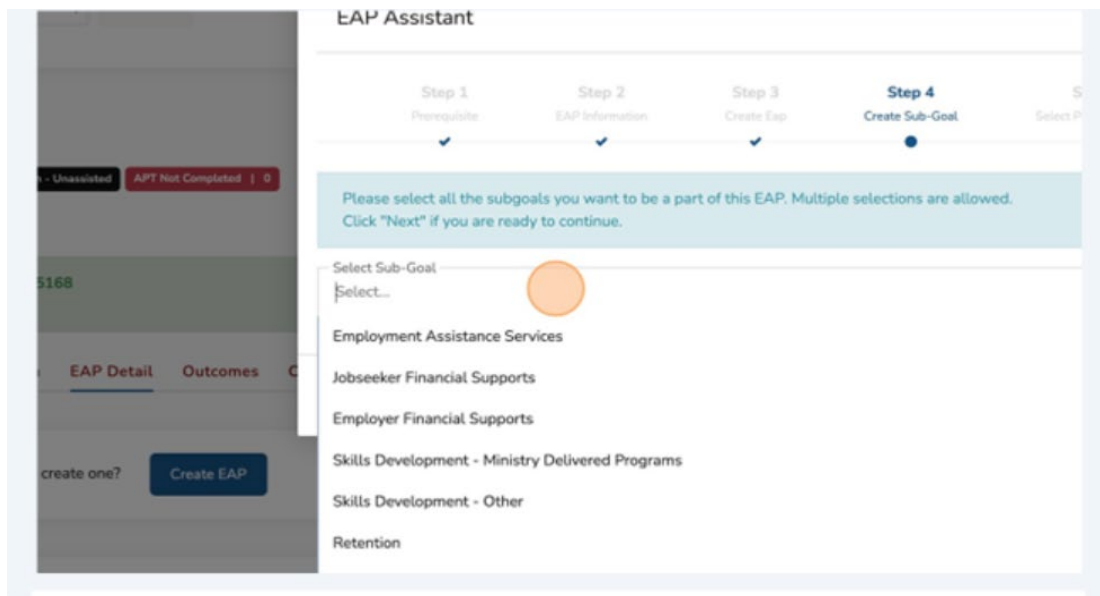 EAP Assistant
Step 1
Step 2
Step 3
Step 4
Prerequisite
EAP Information
Create Eap
Create Sub-Goal
Select
- Unassisted
APT Not Completed | 0
Please select all the subgoals you want to be a part of this EAP. Multiple selections are allowed.
Click "Next" if you are ready to continue.
5168
Select Sub-Goal
Select...
Employment Assistance Services
EAP Detail
Outcomes
Jobseeker Financial Supports
Employer Financial Supports
create one?
Create EAP
Skills Development - Ministry Delivered Programs
Skills Development - Other
Retention